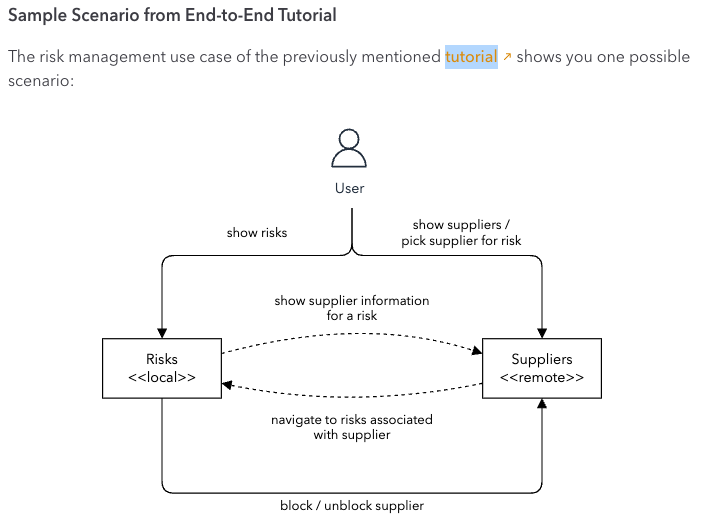 Sample Scenario from End-to-End Tutorial
The risk management use case of the previously mentioned tutorial ↗ shows you one possible
scenario:
User
show risks
show suppliers /
pick supplier for risk
show supplier information
for a risk
Risks
<<local>>
Suppliers
<<remote>>
navigate to risks associated
with supplier
block / unblock supplier